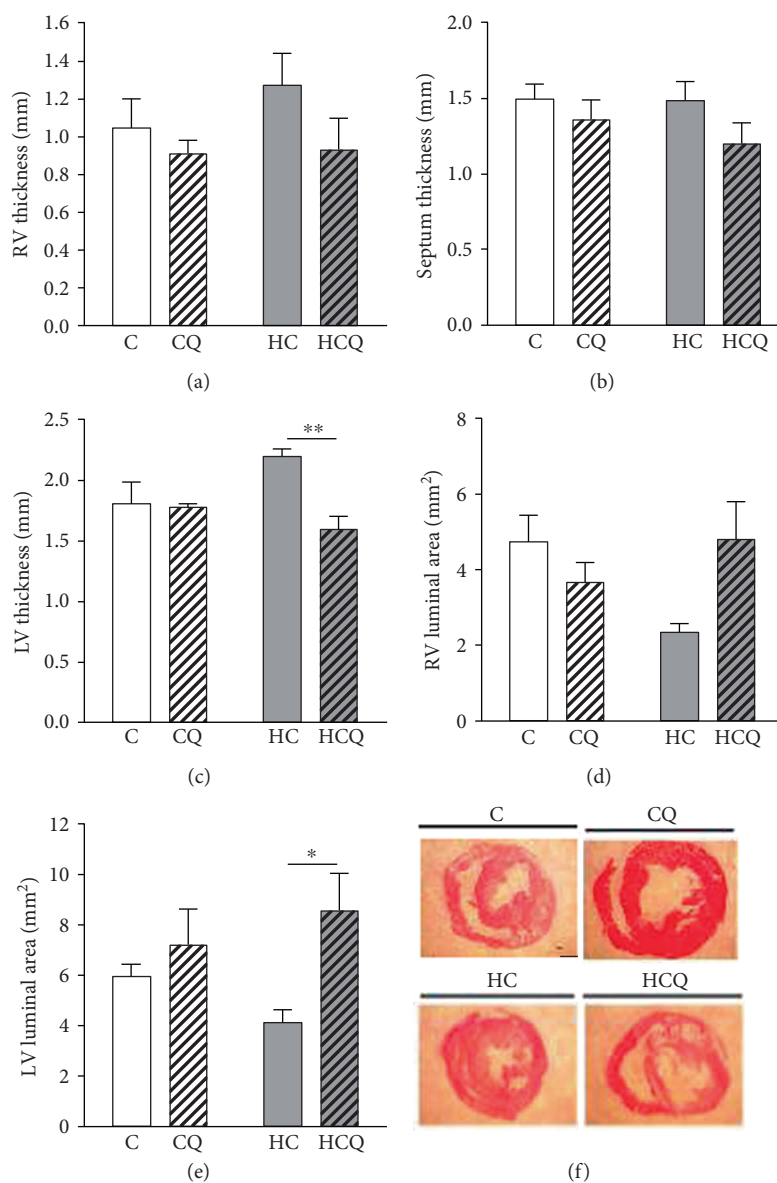 1.6
1.4
1.2
1.0
0.8
0.6
0.4
0.2
0.0
RV thickness (mm)
C CQ HC HCQ
(a)
2.0
1.5
1.0
0.5
0.0
Septum thickness (mm)
C CQ HC HCQ
(b)
2.5
2.0
1.5
1.0
0.5
0.0
LV thickness (mm)
**
C CQ HC HCQ
(c)
8
6
4
2
0
RV luminal area (mm²)
C CQ HC HCQ
(d)
12
10
8
6
4
2
0
LV luminal area (mm²)
*
C CQ HC HCQ
(e)
C CQ
HC HCQ
(f)